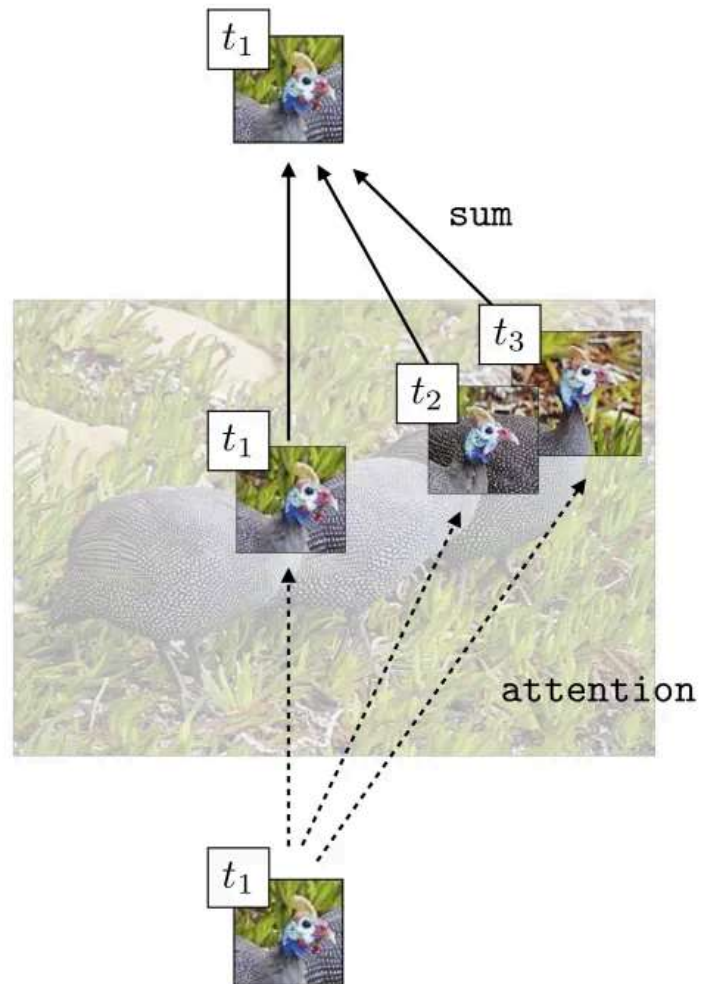 t₁
sum
t₃
t₂
t₁
attention
t₁